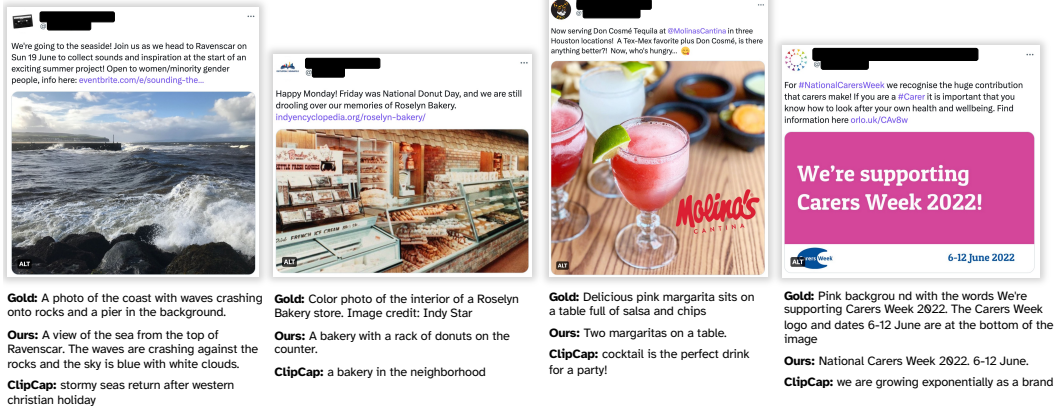 @
We're going to the seaside! Join us as we head to Ravenscar on
Sun 19 June to collect sounds and inspiration at the start of an
exciting summer project! Open to women/minority gender
people, info here: eventbrite.com/e/sounding-the...
ALT
Gold: A photo of the coast with waves crashing
onto rocks and a pier in the background.
Ours: A view of the sea from the top of
Ravenscar. The waves are crashing against the
rocks and the sky is blue with white clouds.
ClipCap: stormy seas return after western
christian holiday
@
Happy Monday! Friday was National Donut Day, and we are still
drooling over our memories of Roselyn Bakery.
indyencyclopedia.org/roselyn-bakery/
FRENCH ICE CREAM
ALT
Gold: Color photo of the interior of a Roselyn
Bakery store. Image credit: Indy Star
Ours: A bakery with a rack of donuts on the
counter.
ClipCap: a bakery in the neighborhood
@
Now serving Don Cosmé Tequila at @MolinasCantina in three
Houston locations! A Tex-Mex favorite plus Don Cosmé, is there
anything better?! Now, who's hungry... 😋
Molina's
CANTINA
ALT
Gold: Delicious pink margarita sits on
a table full of salsa and chips
Ours: Two margaritas on a table.
ClipCap: cocktail is the perfect drink
for a party!
@
For #NationalCarersWeek we recognise the huge contribution
that carers make! If you are a #Carer it is important that you
know how to look after your own health and wellbeing. Find
information here orlo.uk/CAv8w
We're supporting
Carers Week 2022!
ALT
rers Week
6-12 June 2022
Gold: Pink backgrou nd with the words We're
supporting Carers Week 2022. The Carers Week
logo and dates 6-12 June are at the bottom of the
image
Ours: National Carers Week 2022. 6-12 June.
ClipCap: we are growing exponentially as a brand